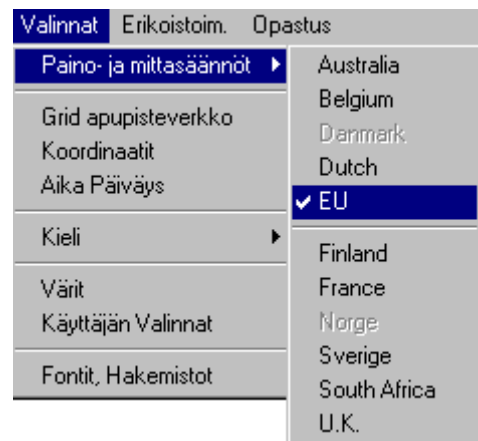 Valinnat Erikoistoim. Opastus
Paino- ja mittasäännöt
Grid apupisteverkko
Koordinaatit
Aika Päiväys
Kieli
Värit
Käyttäjän Valinnat
Fontit, Hakemistot
Australia
Belgium
Danmark
Dutch
EU
Finland
France
Norge
Sverige
South Africa
U.K.